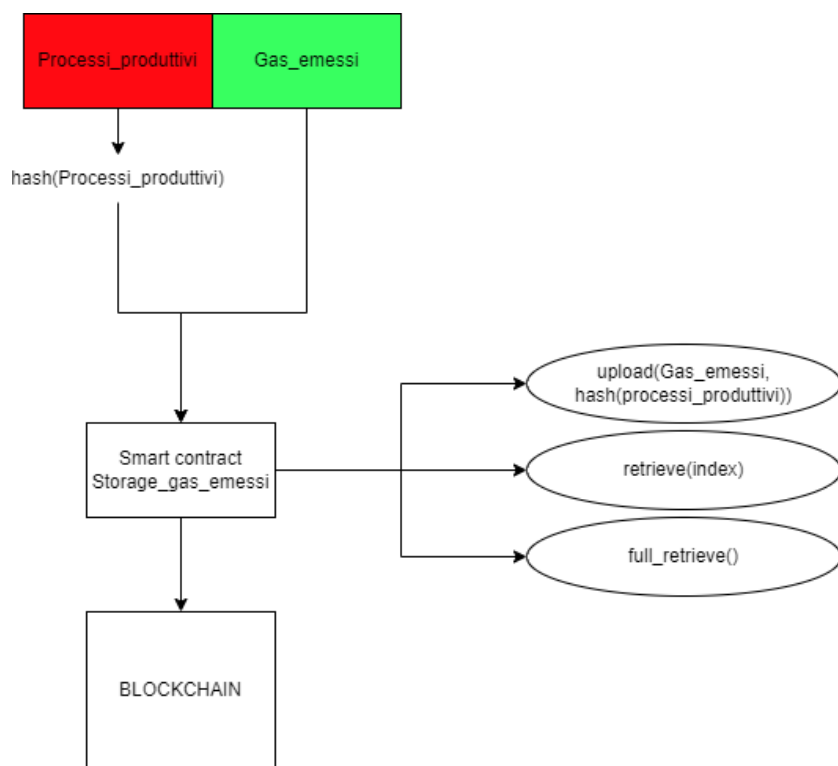 Processi_produttivi
Gas_emessi
hash(Processi_produttivi)
upload(Gas_emessi,
hash(processi_produttivi))
Smart contract
Storage_gas_emessi
retrieve(index)
full_retrieve()
BLOCKCHAIN